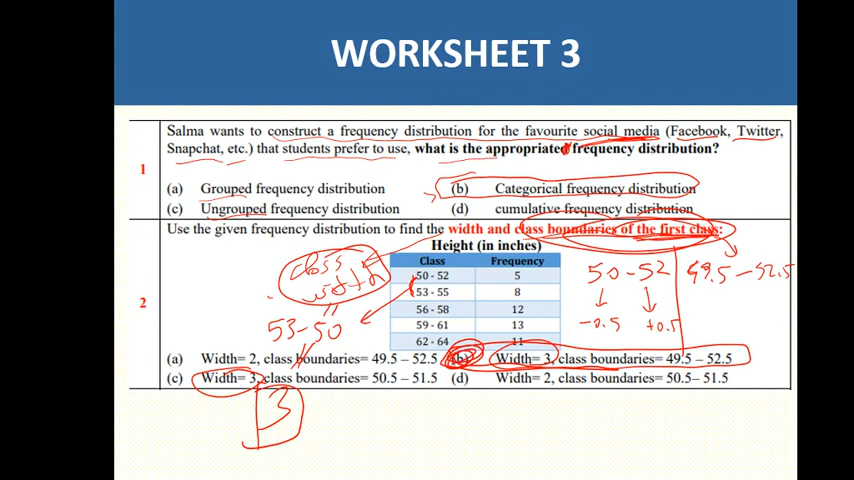 WORKSHEET 3
1
Salma wants to construct a frequency distribution for the favourite social media (Facebook, Twitter,
Snapchat, etc.) that students prefer to use, what is the appropriated frequency distribution?
(a) Grouped frequency distribution (b) Categorical frequency distribution
(c) Ungrouped frequency distribution (d) cumulative frequency distribution
2
Use the given frequency distribution to find the width and class boundaries of the first class:
Height (in inches)
Class Frequency
50 - 52 5
53 - 55 8
56 - 58 12
59 - 61 13
62 - 64 11
class
width
53-50
3
50-52
-0.5 +0.5
49.5-52.5
(a) Width= 2, class boundaries= 49.5 – 52.5 (b) Width= 3, class boundaries= 49.5 – 52.5
(c) Width= 3, class boundaries= 50.5 – 51.5 (d) Width= 2, class boundaries= 50.5– 51.5